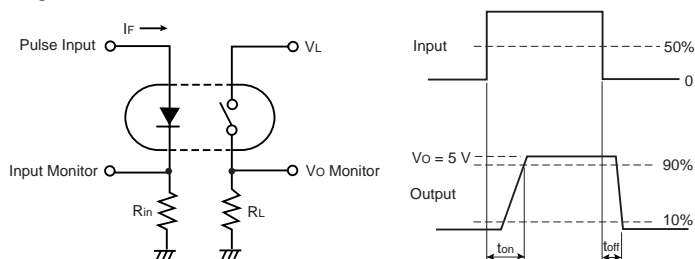 IF
Pulse Input
VL
Input Monitor
VO Monitor
Rin
RL
Input
50%
0
VO = 5 V
90%
Output
10%
ton
toff